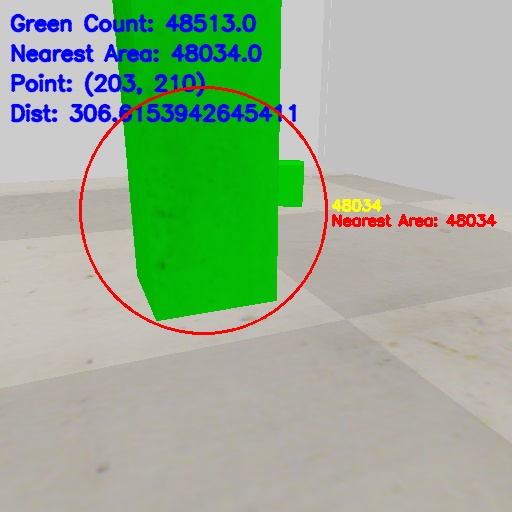 Green Count: 48513.0
Nearest Area: 48034.0
Point: (203, 210)
Dist: 306.6153942645411
48034
Nearest Area: 48034